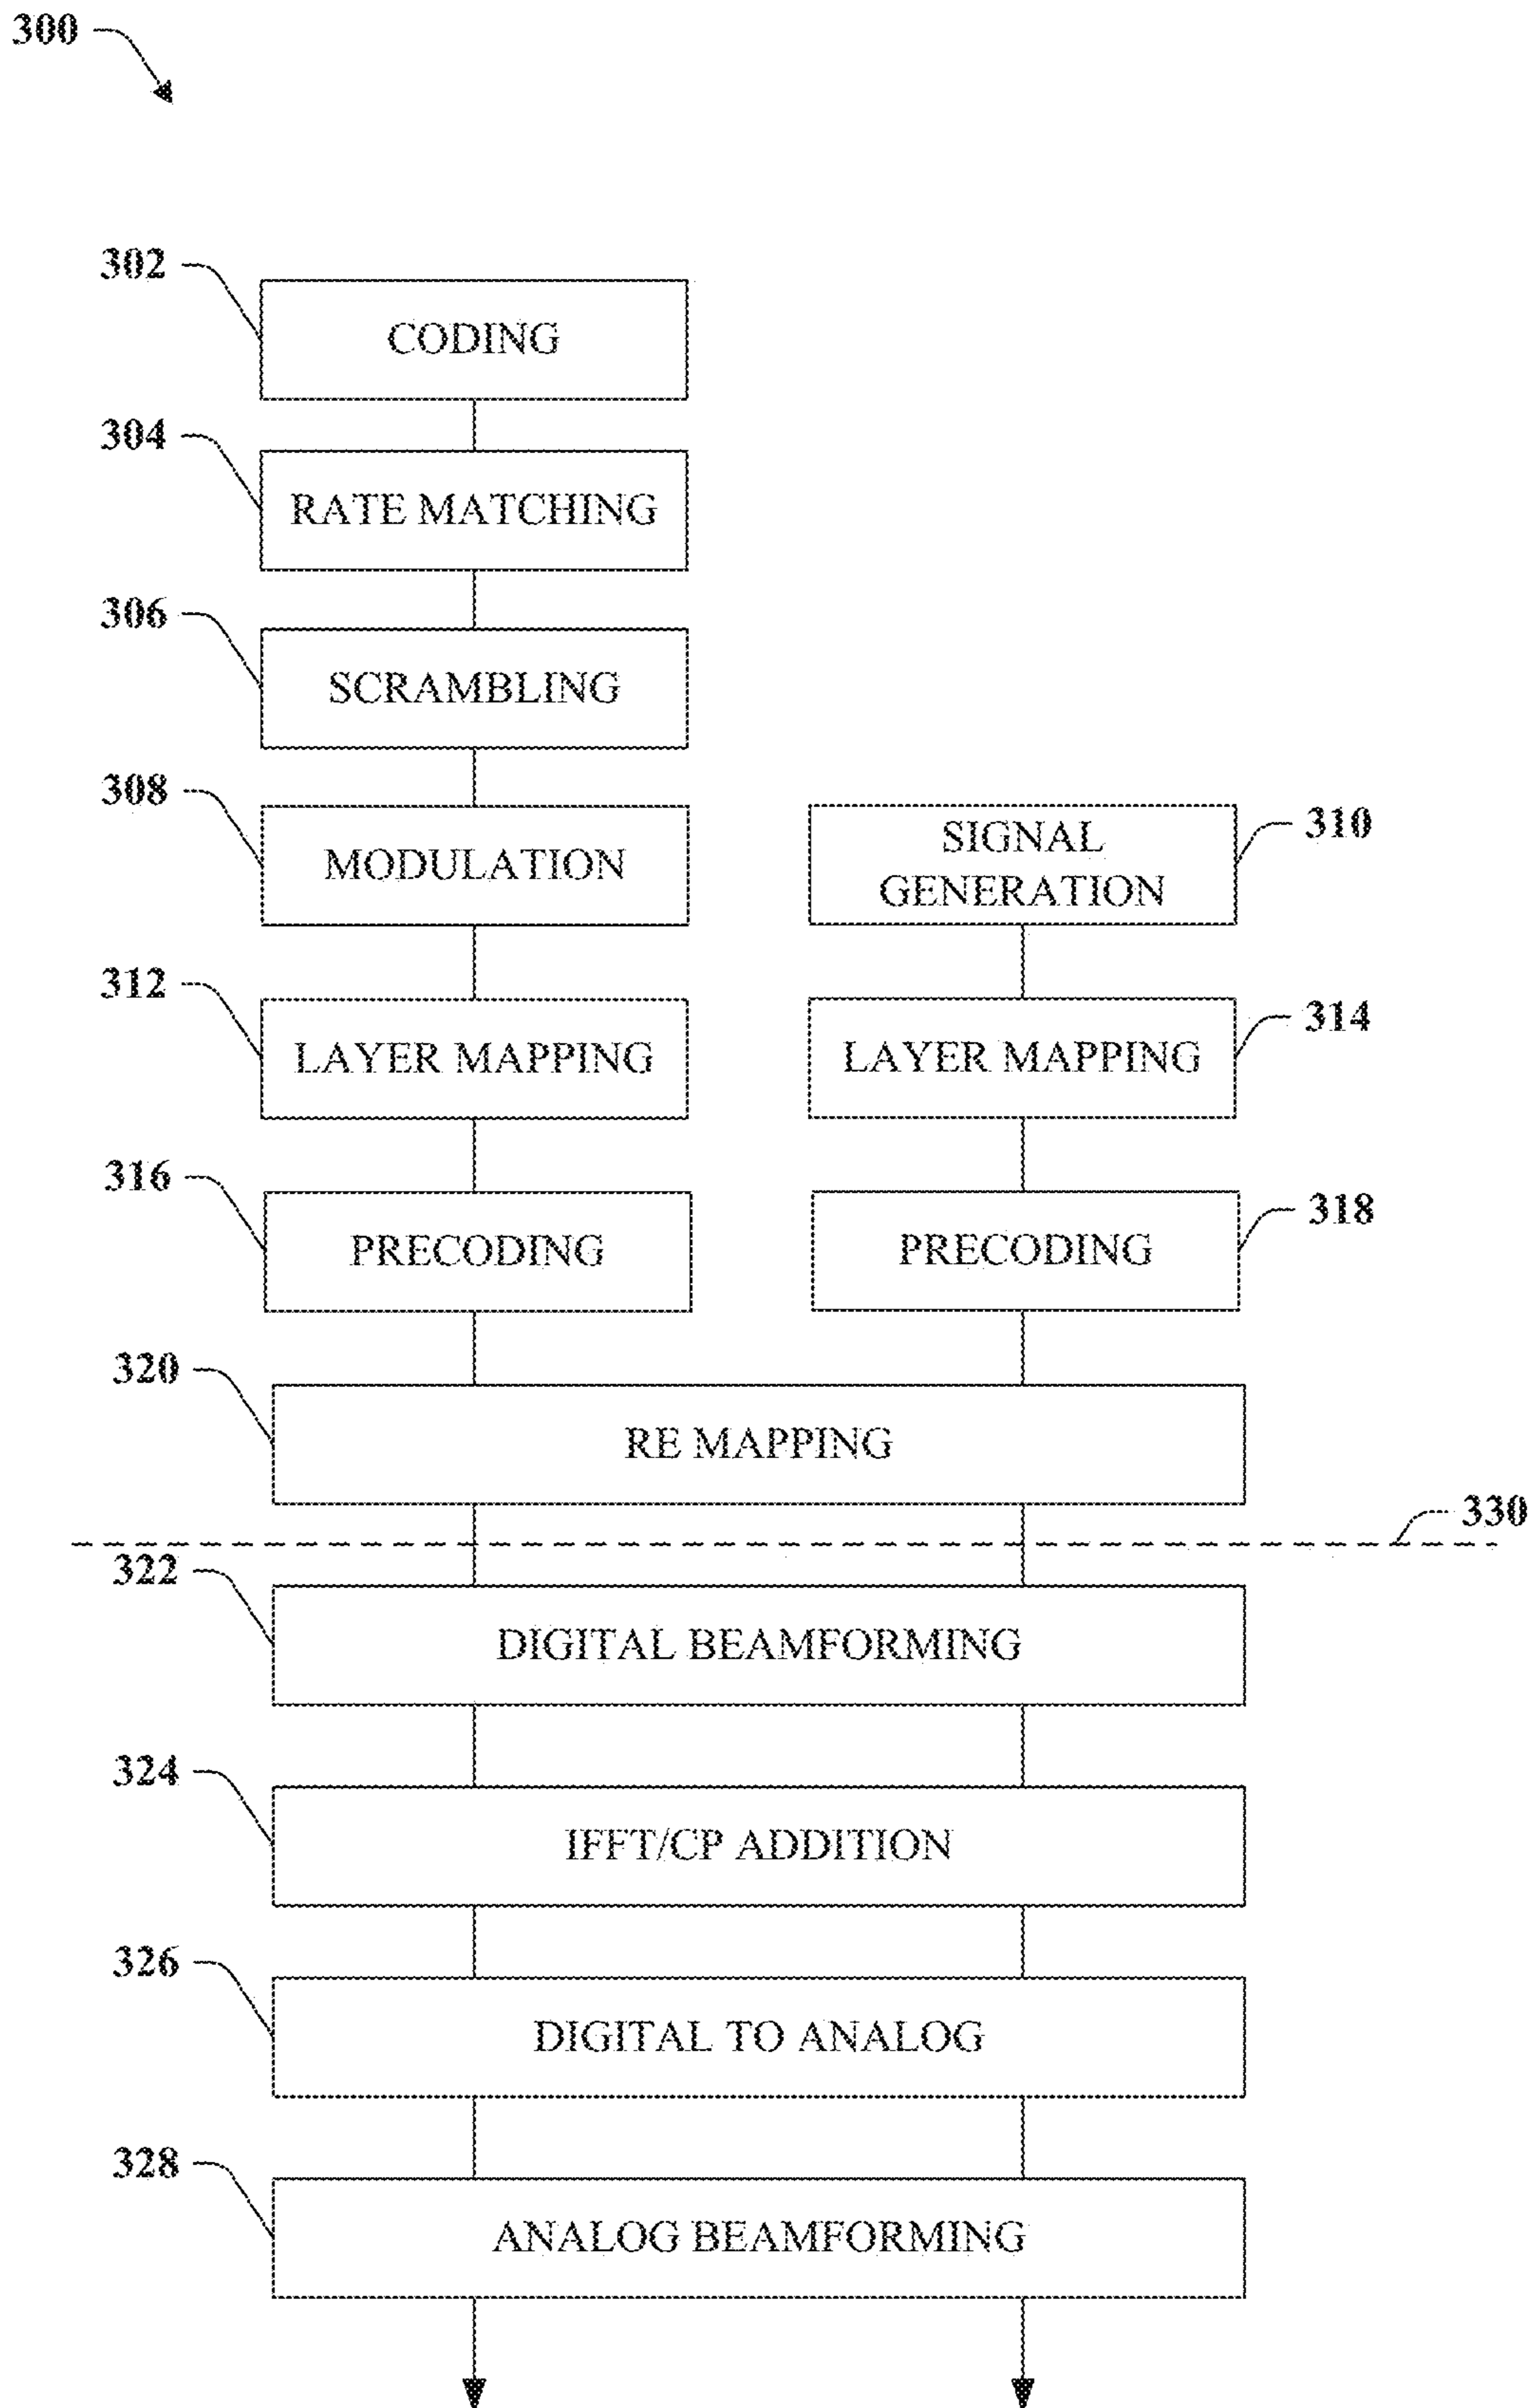 300
302
CODING
304
RATE MATCHING
306
SCRAMBLING
308
MODULATION
SIGNAL
GENERATION
310
312
LAYER MAPPING
LAYER MAPPING
314
316
PRECODING
PRECODING
318
320
RE MAPPING
330
322
DIGITAL BEAMFORMING
324
IFFT/CP ADDITION
326
DIGITAL TO ANALOG
328
ANALOG BEAMFORMING